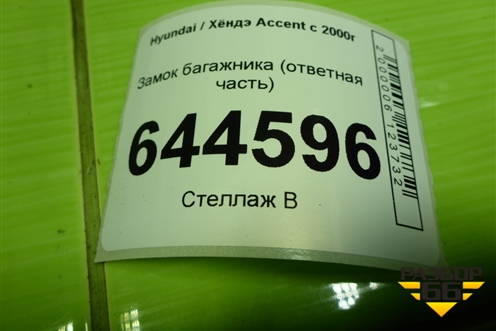 Hyundai / Хёндэ Accent с 2000г
Замок багажника (ответная
часть)
644596
Стеллаж В
2000006123732
РАЗБОР
66